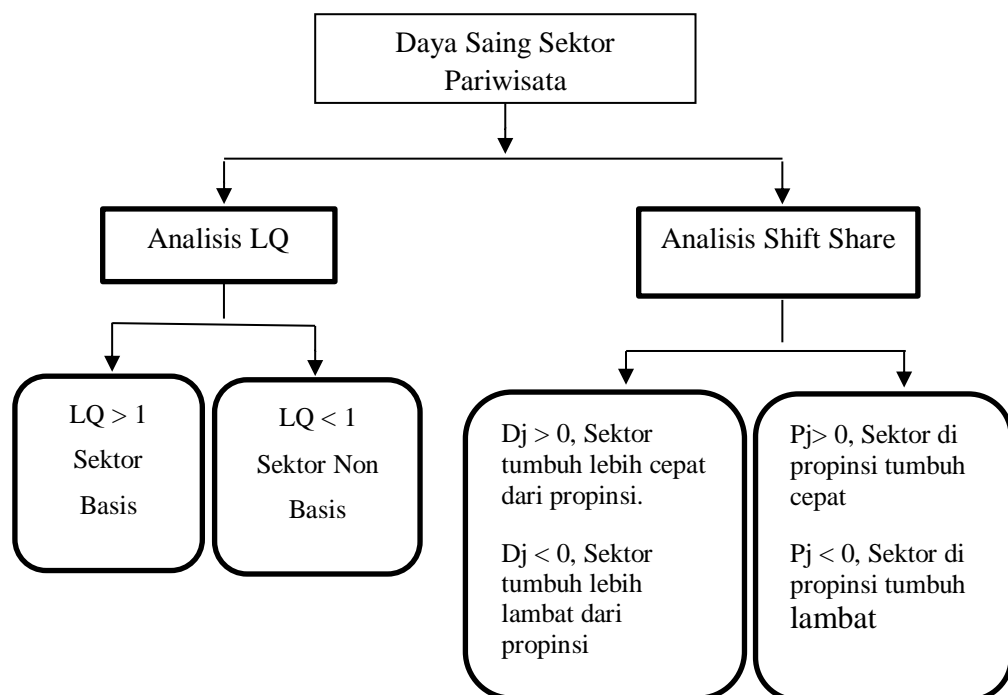 Daya Saing Sektor
Pariwisata
Analisis LQ
Analisis Shift Share
LQ > 1
Sektor
Basis
LQ < 1
Sektor Non
Basis
Dj > 0, Sektor
tumbuh lebih cepat
dari propinsi.
Dj < 0, Sektor
tumbuh lebih
lambat dari
propinsi
Pj> 0, Sektor di
propinsi tumbuh
cepat
Pj < 0, Sektor di
propinsi tumbuh
lambat